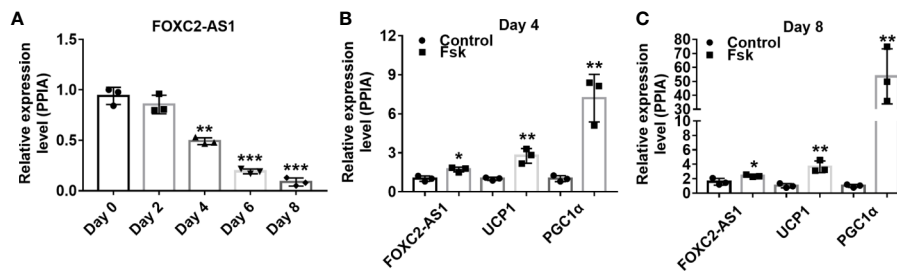 A
FOXC2-AS1
Relative expression
level (PPIA)
1.5
1.0
0.5
0.0
**
***
***
Day 0
Day 2
Day 4
Day 6
Day 8
B
Day 4
Control
Fsk
Relative expression
level (PPIA)
12
9
6
3
0
*
**
**
FOXC2-AS1
UCP1
PGC1α
C
Day 8
Control
Fsk
Relative expression
level (PPIA)
80
70
60
50
40
30
20
6
4
2
0
*
**
**
FOXC2-AS1
UCP1
PGC1α